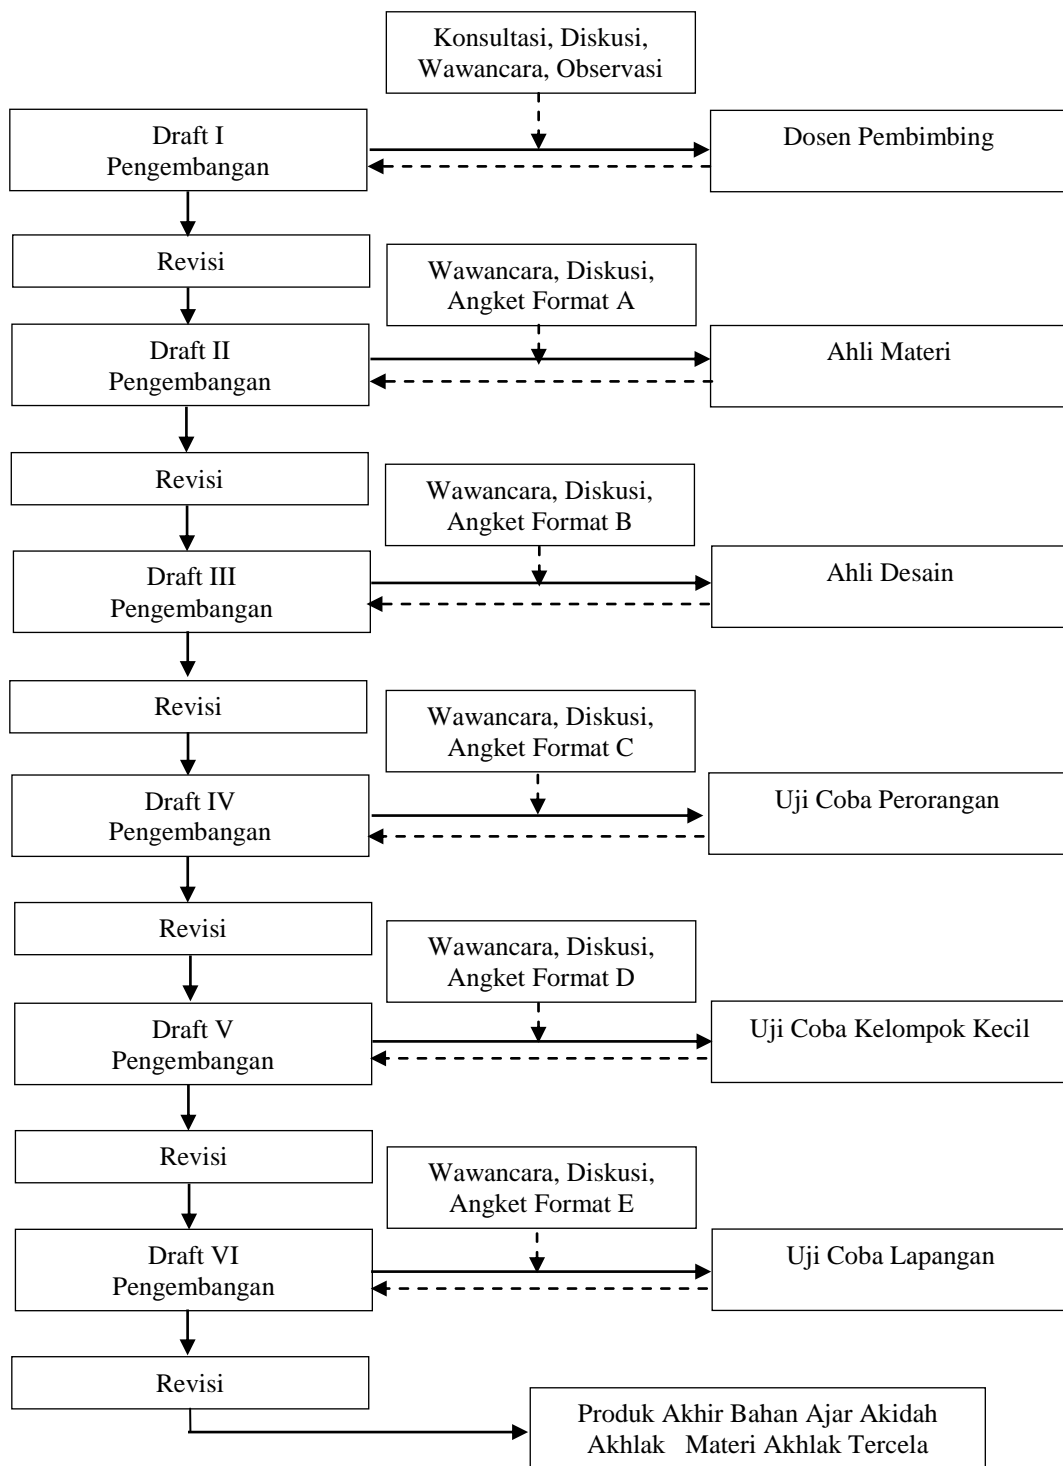 Konsultasi, Diskusi,
Wawancara, Observasi
Draft I
Pengembangan
Dosen Pembimbing
Revisi
Wawancara, Diskusi,
Angket Format A
Draft II
Pengembangan
Ahli Materi
Revisi
Wawancara, Diskusi,
Angket Format B
Draft III
Pengembangan
Ahli Desain
Revisi
Wawancara, Diskusi,
Angket Format C
Draft IV
Pengembangan
Uji Coba Perorangan
Revisi
Wawancara, Diskusi,
Angket Format D
Draft V
Pengembangan
Uji Coba Kelompok Kecil
Revisi
Wawancara, Diskusi,
Angket Format E
Draft VI
Pengembangan
Uji Coba Lapangan
Revisi
Produk Akhir Bahan Ajar Akidah
Akhlak Materi Akhlak Tercela